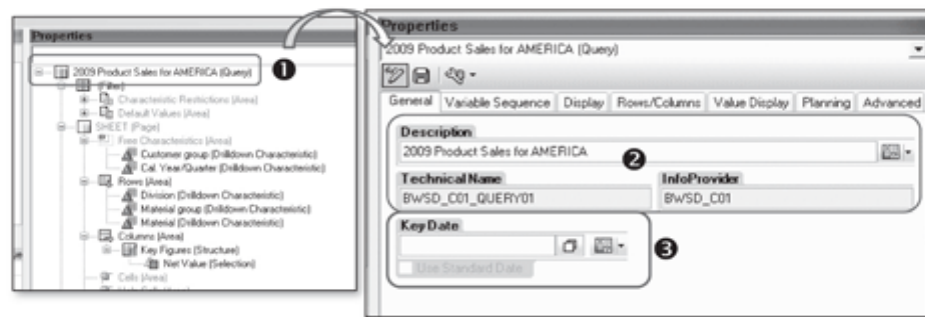 Properties
2009 Product Sales for AMERICA (Query)
(Filter)
Characteristic Restrictions (Area)
Default Values (Area)
SHEET (Page)
Free Characteristics (Area)
Customer group (Drilldown Characteristic)
Cal. Year/Quarter (Drilldown Characteristic)
Rows (Area)
Division (Drilldown Characteristic)
Material group (Drilldown Characteristic)
Material (Drilldown Characteristic)
Columns (Area)
Key Figures (Structure)
Net Value (Selection)
Cells (Area)
1
Properties
2009 Product Sales for AMERICA (Query)
General Variable Sequence Display Rows/Columns Value Display Planning Advanced
Description
2009 Product Sales for AMERICA
2
Technical Name InfoProvider
BWSD_C01_QUERY01 BWSD_C01
Key Date
3
Use Standard Date